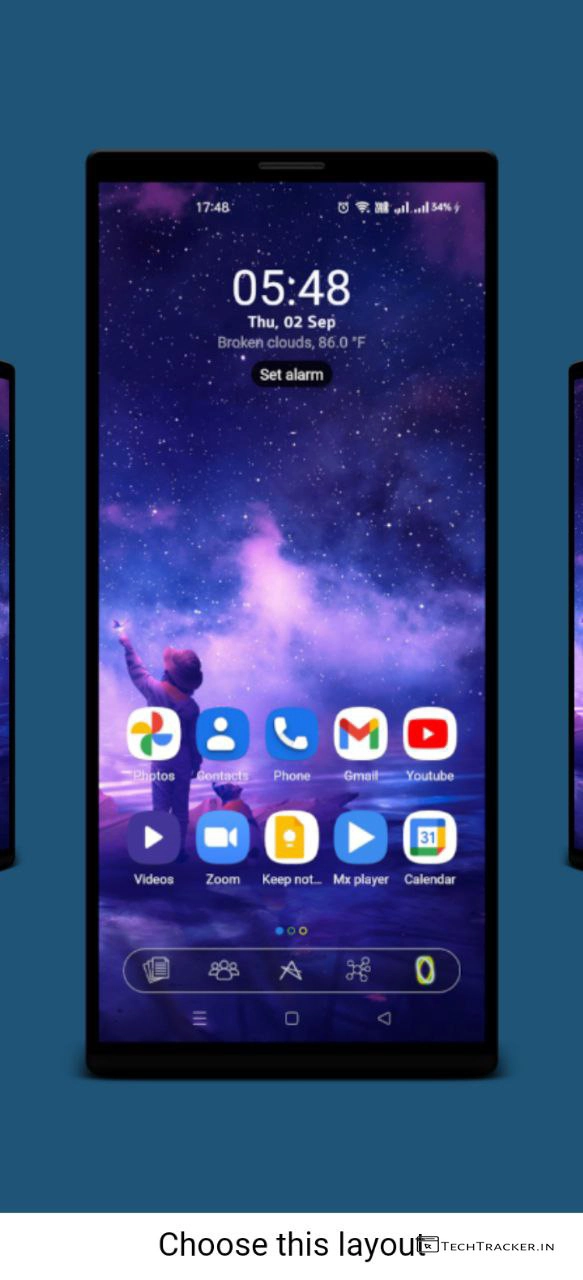 17:48
54%
05:48
Thu, 02 Sep
Broken clouds, 86.0 °F
Set alarm
Photos Contacts Phone Gmail Youtube
31
Videos Zoom Keep not... Mx player Calendar
Choose this layout
TECHTRACKER.IN